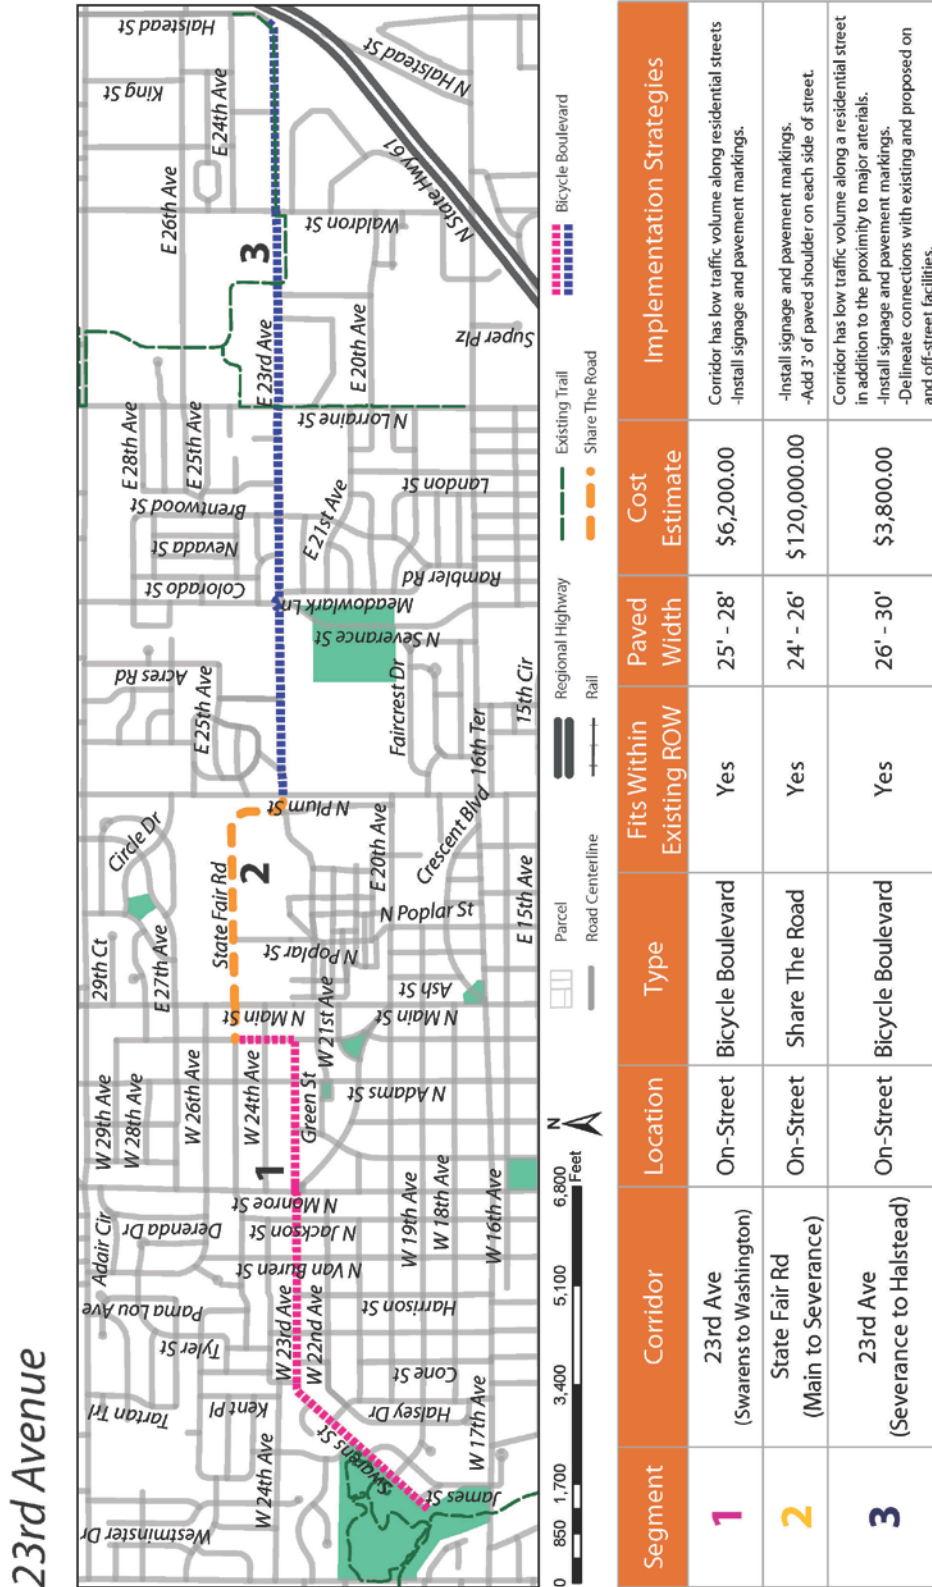 23rd Avenue
Westminster Dr
W 24th Ave
Tartan Trl
Kent Pl
Pama Lou Ave
Tyler St
Adair Cir
Derenda Dr
W 23rd Ave
W 22nd Ave
Swarens St
James St
W 17th Ave
Halsey Dr
Cone St
Harrison St
N Van Buren St
N Jackson St
N Monroe St
W 19th Ave
W 18th Ave
W 16th Ave
1
W 29th Ave
W 28th Ave
W 26th Ave
W 24th Ave
Green St
N Adams St
W 21st Ave
N Main St
N Main St
Ash St
29th Ct
E 27th Ave
Circle Dr
State Fair Rd
2
N Poplar St
N Poplar St
E 20th Ave
N Plum St
Crescent Blvd
E 15th Ave
Acres Rd
E 25th Ave
Faircrest Dr
16th Ter
15th Cir
N Severance St
Meadowlark Ln
Rambler Rd
Colorado St
Nevada St
Brentwood St
E 28th Ave
E 25th Ave
E 21st Ave
Landon St
N Lorraine St
E 23rd Ave
E 20th Ave
Super Plz
3
E 26th Ave
E 24th Ave
King St
Halstead St
Waldron St
N State Hwy 61
N Halstead St
0 850 1,700 3,400 5,100 6,800
Feet
N
Parcel
Road Centerline
Regional Highway
Rail
Existing Trail
Share The Road
Bicycle Boulevard
Segment Corridor Location Type Fits Within Existing ROW Paved Width Cost Estimate Implementation Strategies
1 23rd Ave (Swarens to Washington) On-Street Bicycle Boulevard Yes 25' - 28' $6,200.00
Corridor has low traffic volume along residential streets
-Install signage and pavement markings.
2 State Fair Rd (Main to Severance) On-Street Share The Road Yes 24' - 26' $120,000.00
-Install signage and pavement markings.
-Add 3' of paved shoulder on each side of street.
3 23rd Ave (Severance to Halstead) On-Street Bicycle Boulevard Yes 26' - 30' $3,800.00
Corridor has low traffic volume along a residential street
in addition to the proximity to major arterials.
-Install signage and pavement markings.
-Delineate connections with existing and proposed on
and off-street facilities.